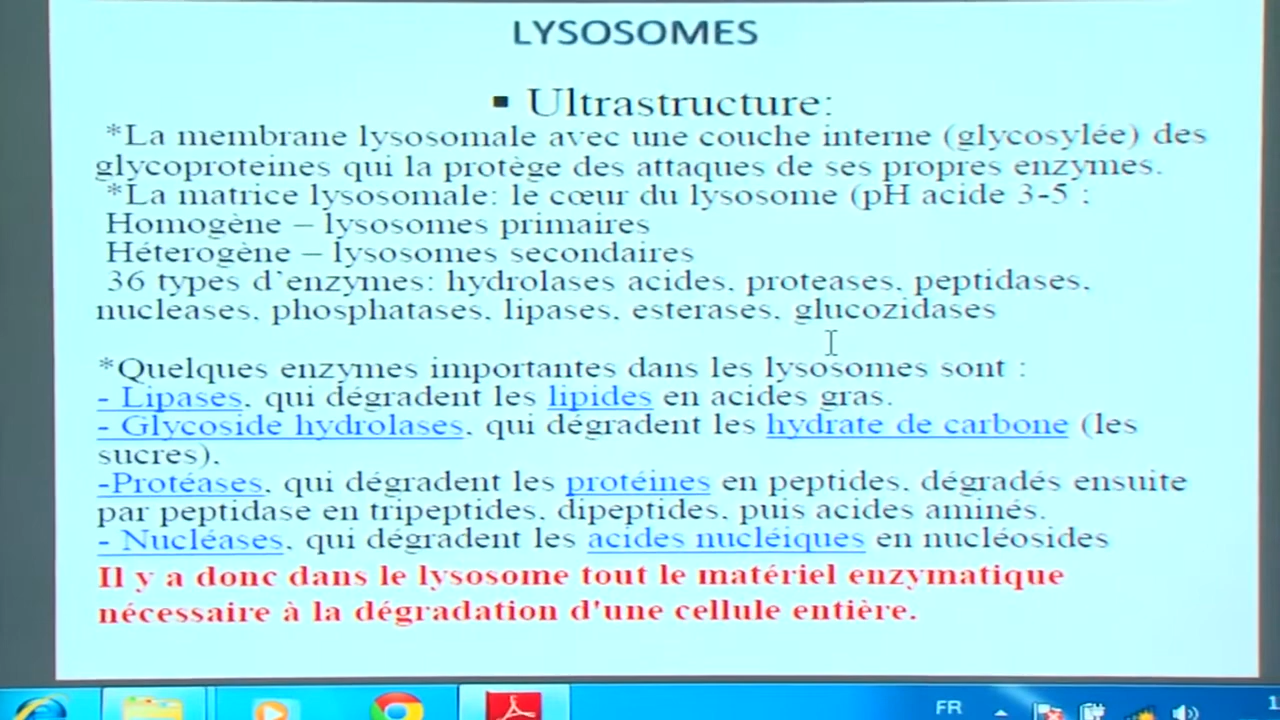 LYSOSOMES
▪ Ultrastructure:
*La membrane lysosomale avec une couche interne (glycosylée) des
glycoproteines qui la protège des attaques de ses propres enzymes.
*La matrice lysosomale: le cœur du lysosome (pH acide 3-5 :
Homogène – lysosomes primaires
Héterogène – lysosomes secondaires
36 types d`enzymes: hydrolases acides, proteases, peptidases,
nucleases, phosphatases, lipases, esterases, glucozidases
*Quelques enzymes importantes dans les lysosomes sont :
- Lipases, qui dégradent les lipides en acides gras.
- Glycoside hydrolases, qui dégradent les hydrate de carbone (les
sucres),
-Protéases, qui dégradent les protéines en peptides, dégradés ensuite
par peptidase en tripeptides, dipeptides, puis acides aminés.
- Nucléases, qui dégradent les acides nucléiques en nucléosides
Il y a donc dans le lysosome tout le matériel enzymatique
nécessaire à la dégradation d'une cellule entière.
FR